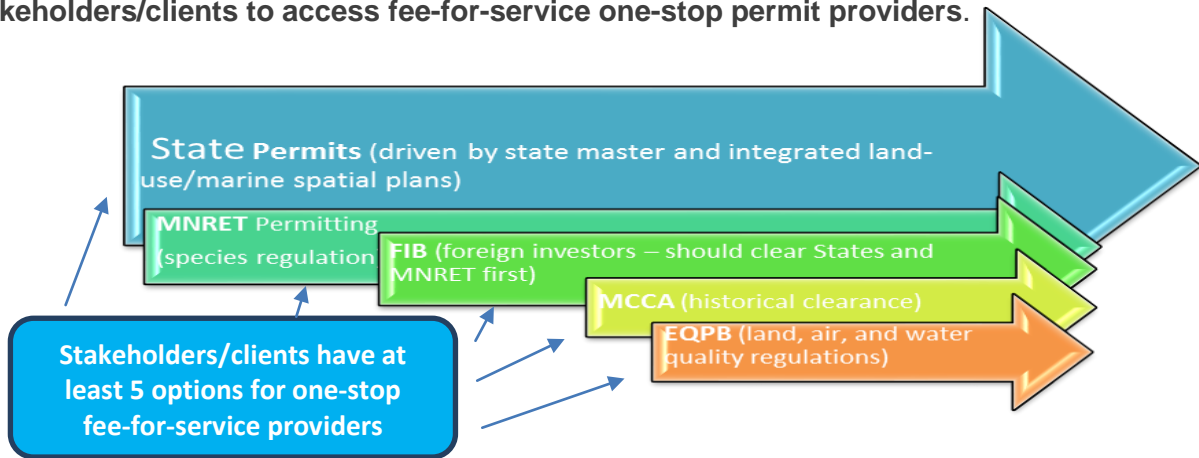 keholders/clients to access fee-for-service one-stop permit providers.
State Permits (driven by state master and integrated land-
use/marine spatial plans)
MNRET Permitting
(species regulation
FIB (foreign investors – should clear States and
MNRET first)
MCCA (historical clearance)
EQPB (land, air, and water
quality regulations)
Stakeholders/clients have at
least 5 options for one-stop
fee-for-service providers